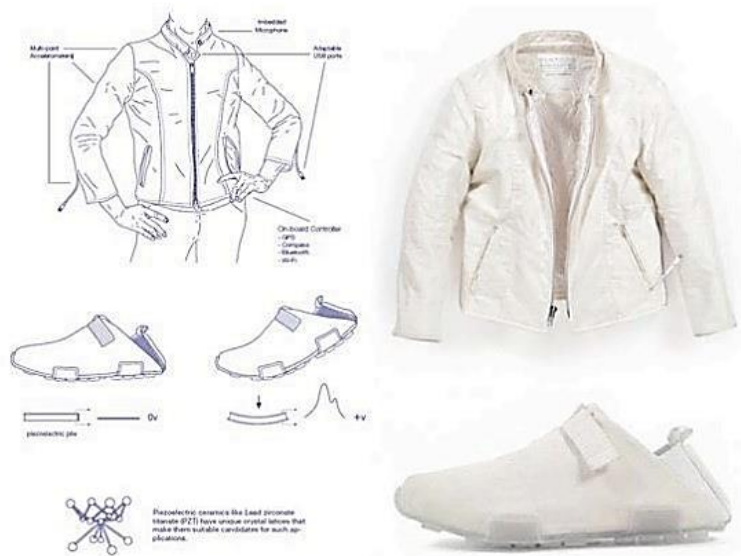 Imbedded
Microphone
Multi-point
Accelerometers
Adaptable
USB ports
On-board Controller
- GPS
- Compass
- Bluetooth
- Wi-Fi
0v
+v
piezoelectric pile
Piezoelectric ceramics like Lead zirconate
titanate (PZT) have unique crystal lattices that
make them suitable candidates for such ap-
plications.